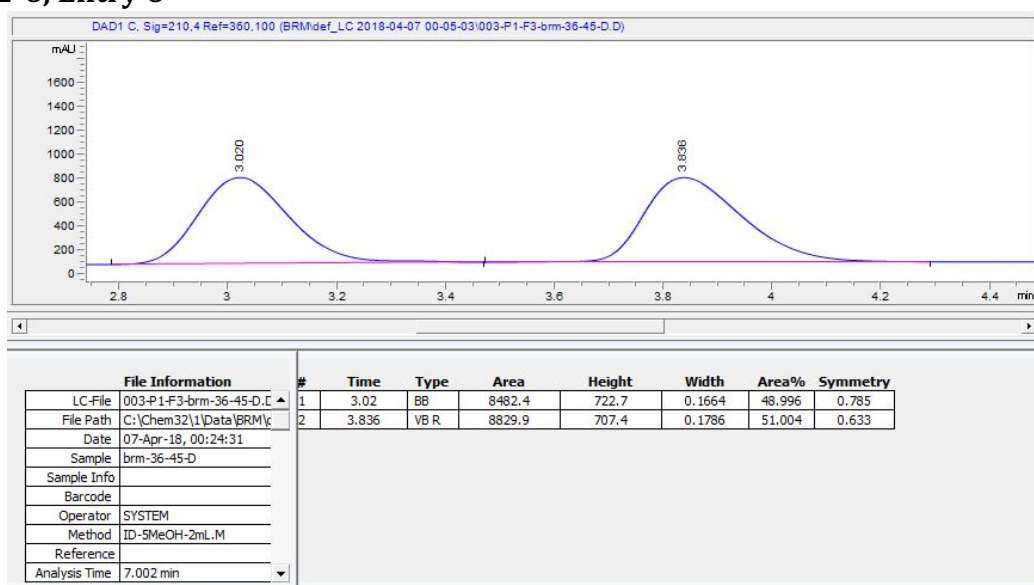 DAD1 C, Sig=210,4 Ref=360,100 (BRM\def_LC 2018-04-07 00-05-03\003-P1-F3-brm-36-45-D.D)
mAU
1600
1400
1200
1000
800
600
400
200
0
3.020
3.836
2.8 3 3.2 3.4 3.6 3.8 4 4.2 4.4 min
File Information
LC-File 003-P1-F3-brm-36-45-D.D
File Path C:\Chem32\1\Data\BRM\
Date 07-Apr-18, 00:24:31
Sample brm-36-45-D
Sample Info
Barcode
Operator SYSTEM
Method ID-5MeOH-2mL.M
Reference
Analysis Time 7.002 min
# Time Type Area Height Width Area% Symmetry
1 3.02 BB 8482.4 722.7 0.1664 48.996 0.785
2 3.836 VB R 8829.9 707.4 0.1786 51.004 0.633